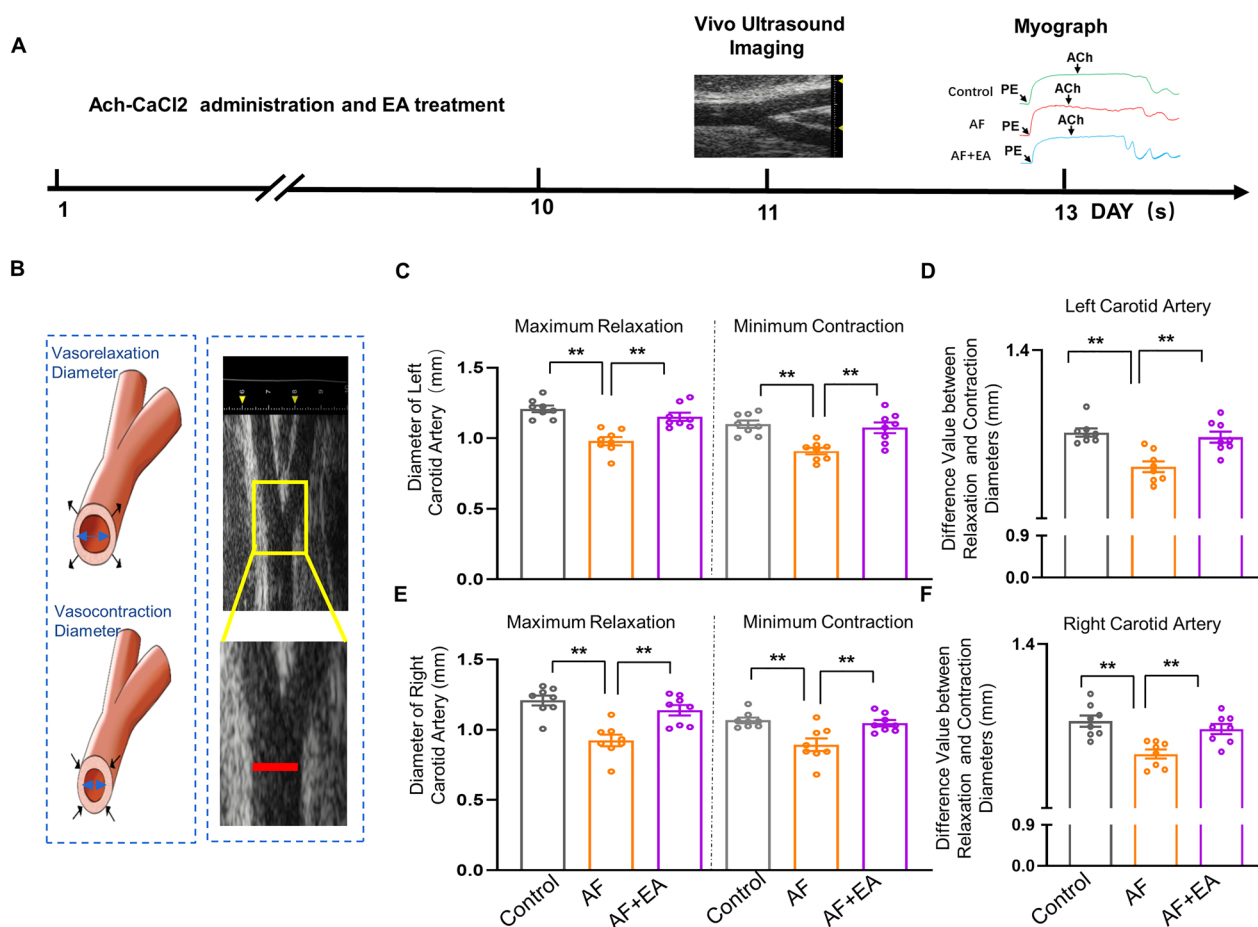 A
Ach-CaCl2 administration and EA treatment
Vivo Ultrasound
Imaging
Myograph
ACh
Control PE
ACh
AF PE
ACh
AF+EA PE
1
10
11
13 DAY (s)
B
Vasorelaxation
Diameter
Vasocontraction
Diameter
6 7 8 9
C
Maximum Relaxation
Minimum Contraction
** ** ** **
Diameter of Left
Carotid Artery (mm)
1.5
1.0
0.5
0.0
D
Left Carotid Artery
** **
Difference Value between
Relaxation and Contraction
Diameters (mm)
1.4
0.9
0.0
E
Maximum Relaxation
Minimum Contraction
** ** ** **
Diameter of Right
Carotid Artery (mm)
1.5
1.0
0.5
0.0
Control AF AF+EA Control AF AF+EA
F
Right Carotid Artery
** **
Difference Value between
Relaxation and Contraction
Diameters (mm)
1.4
0.9
0.0
Control AF AF+EA